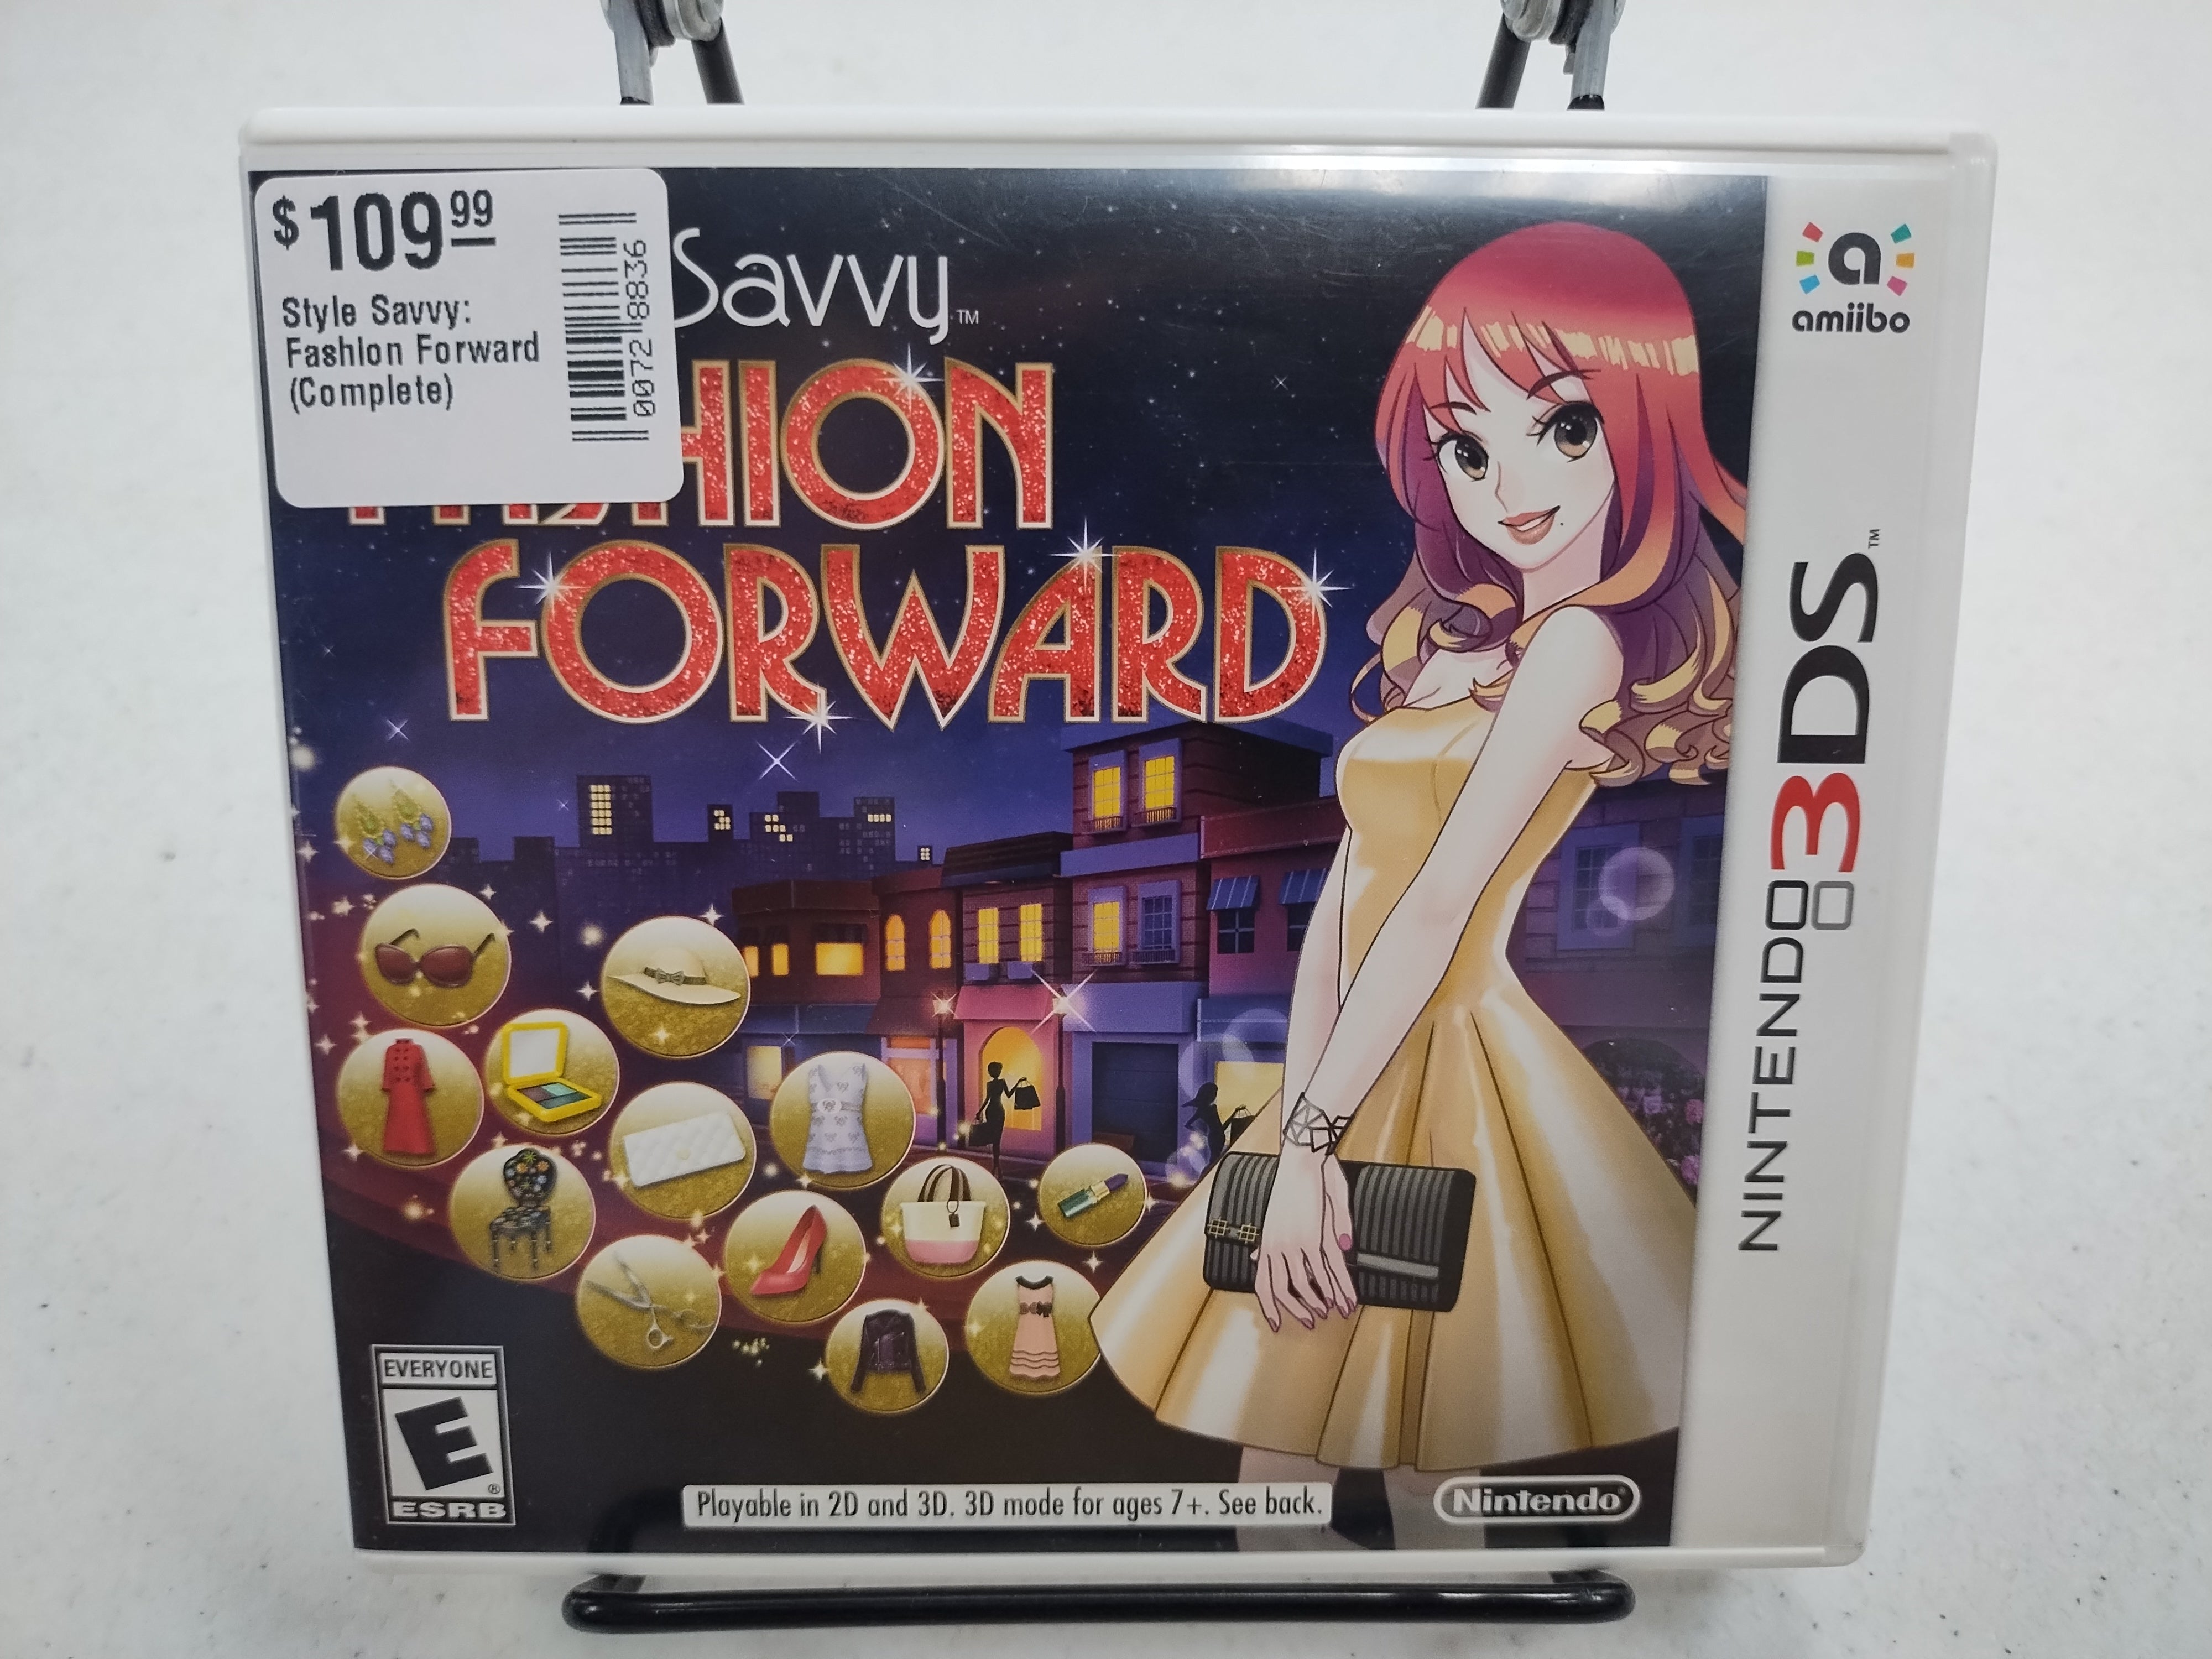 $109.99
Style Savvy:
Fashion Forward
(Complete)
0072 8836
Savvy™
FASHION
FORWARD
a
amiibo
NINTENDO 3DS™
EVERYONE
E
ESRB
®
Playable in 2D and 3D. 3D mode for ages 7+. See back.
Nintendo®